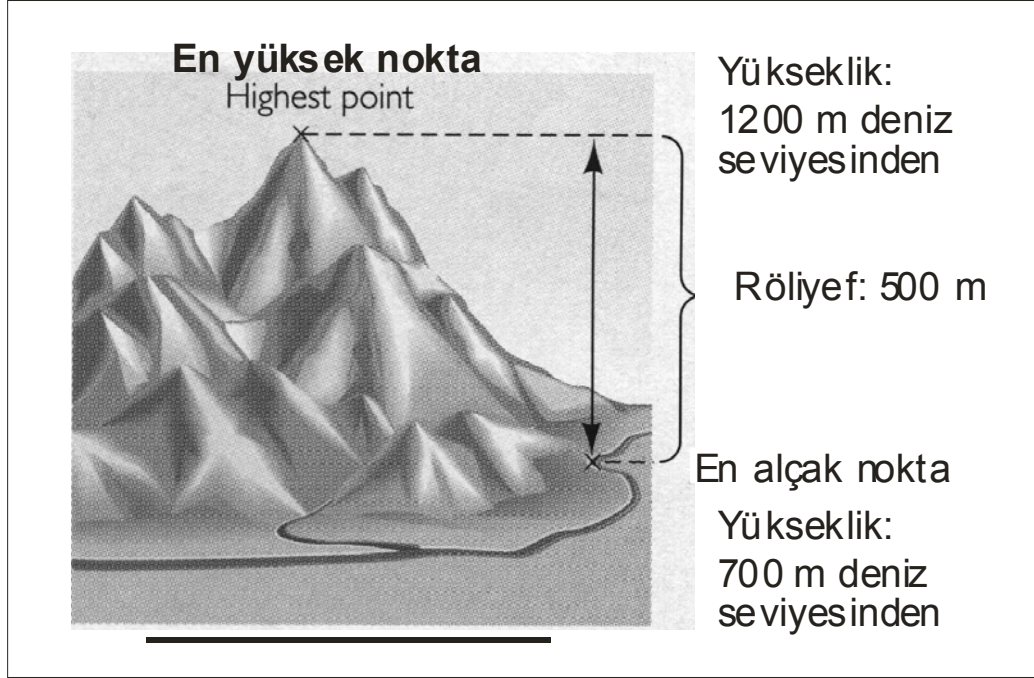 En yüksek nokta
Highest point
Yükseklik:
1200 m deniz
seviyesinden
Röliyef: 500 m
En alçak nokta
Yükseklik:
700 m deniz
seviyesinden